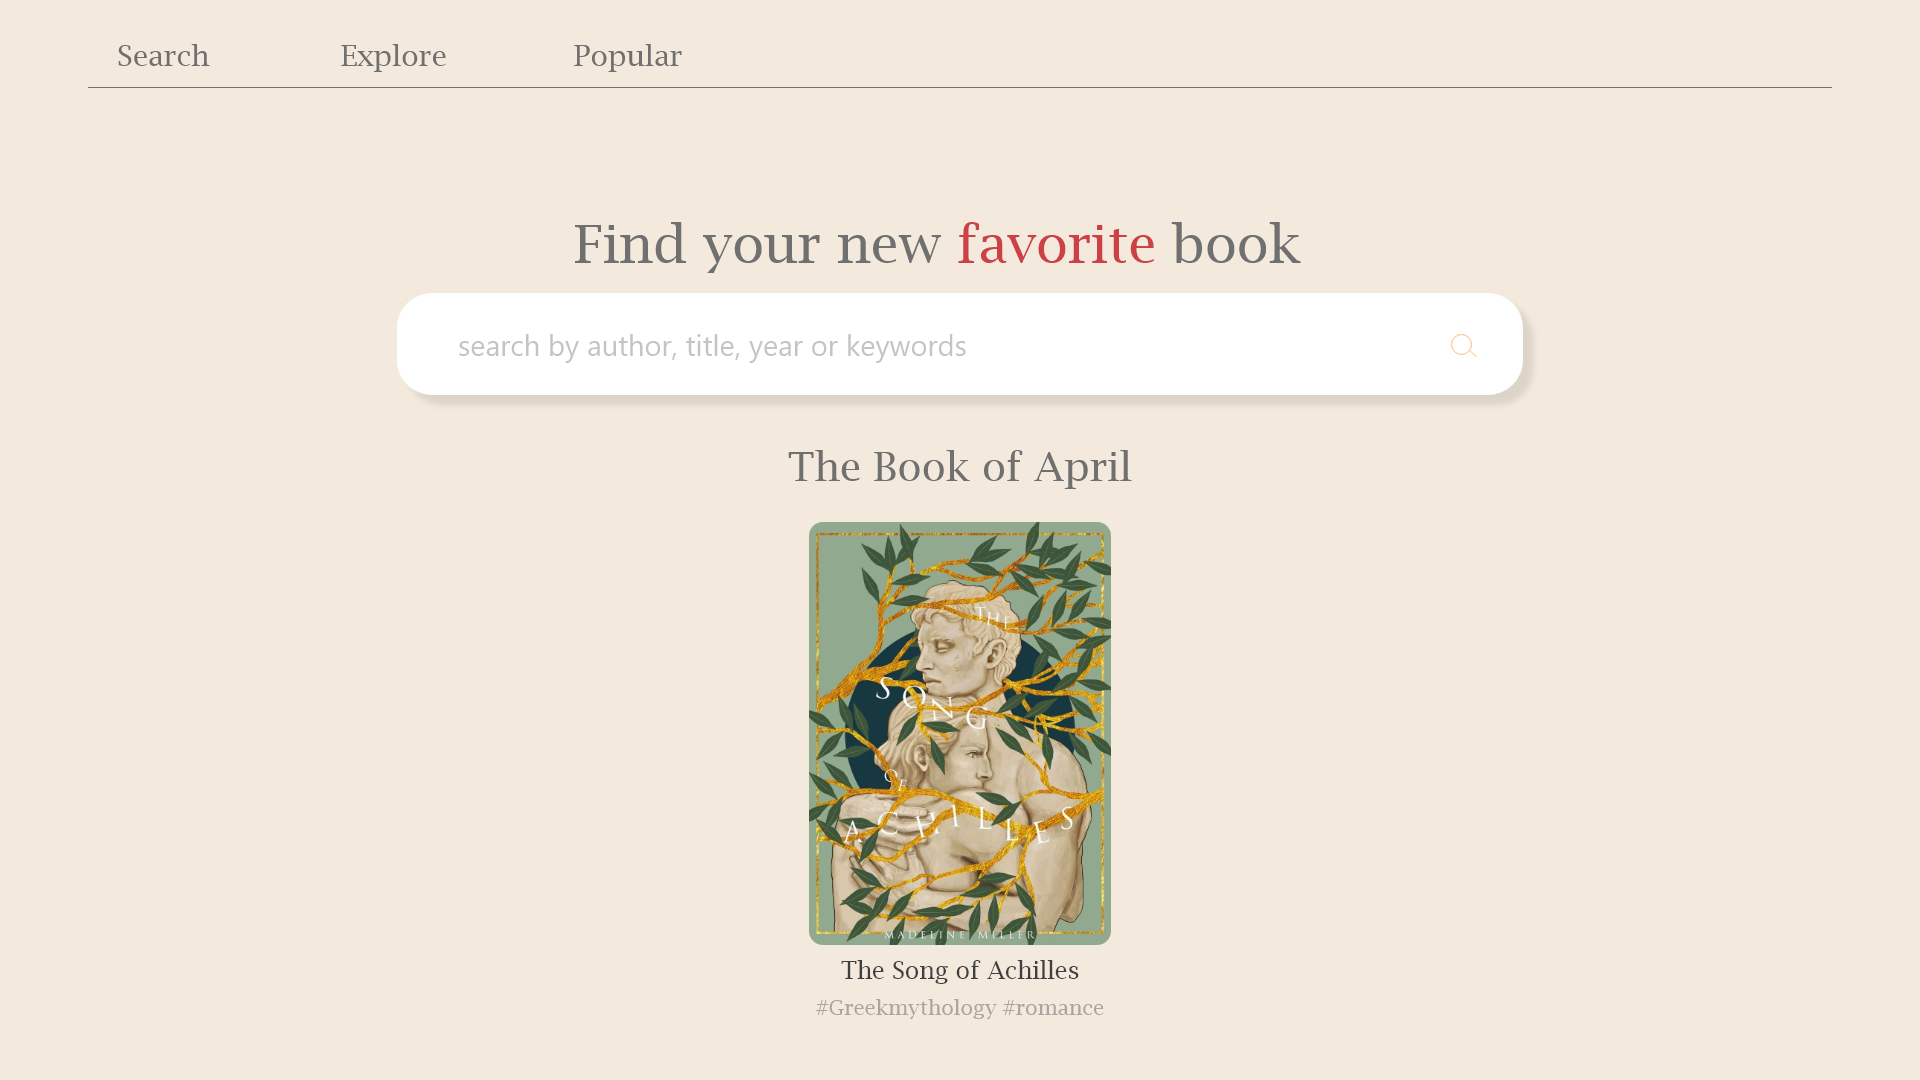 Search Explore Popular
Find your new favorite book
search by author, title, year or keywords
The Book of April
THE
SONG
OF
ACHILLES
MADELINE MILLER
The Song of Achilles
#Greekmythology #romance